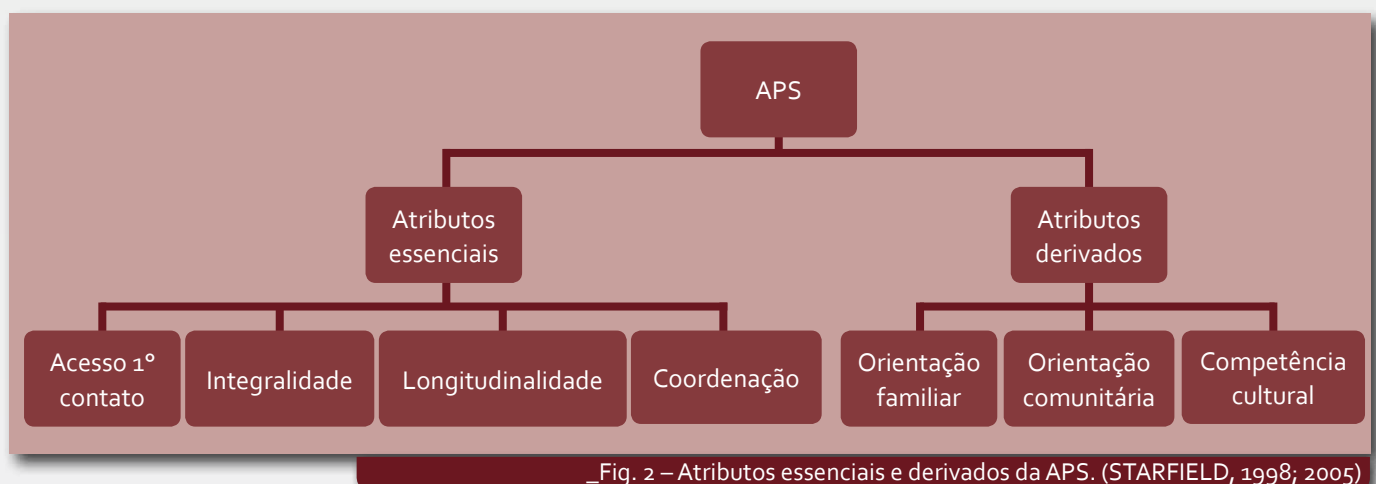 APS
Atributos
essenciais
Atributos
derivados
Acesso 1º
contato
Integralidade
Longitudinalidade
Coordenação
Orientação
familiar
Orientação
comunitária
Competência
cultural
_Fig. 2 – Atributos essenciais e derivados da APS. (STARFIELD, 1998; 2005)